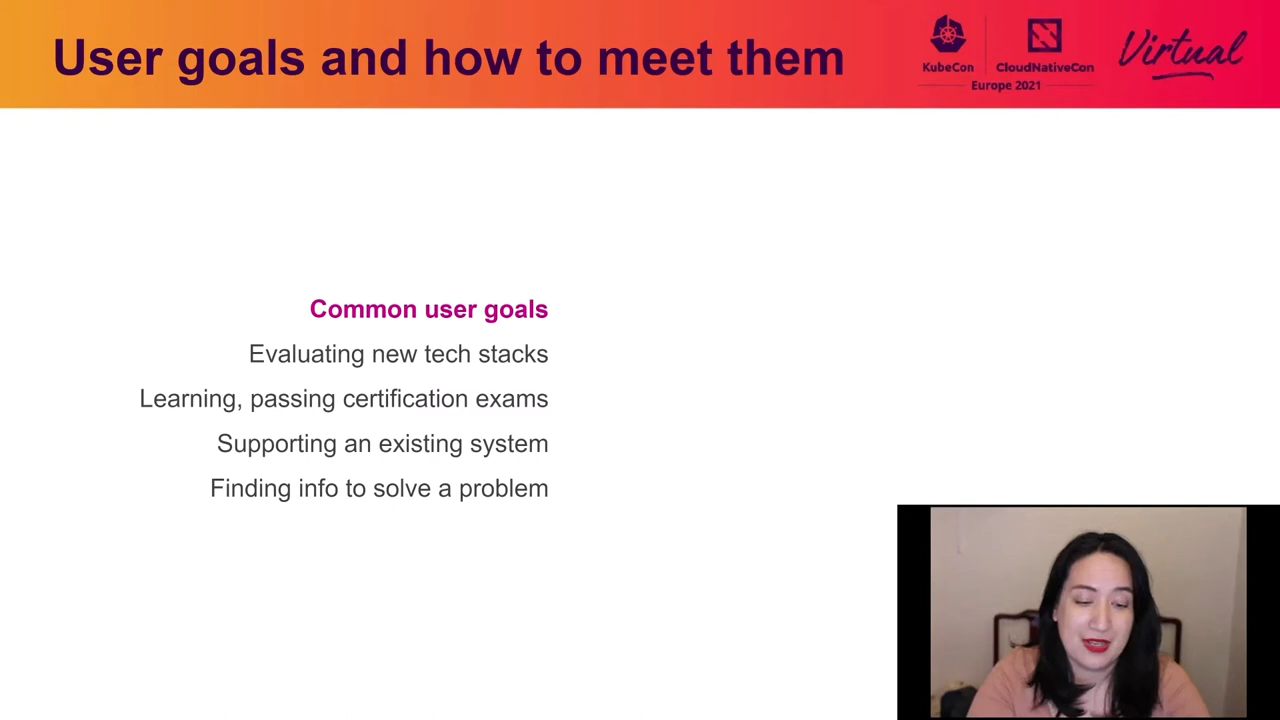 User goals and how to meet them
KubeCon
CloudNativeCon
Europe 2021
Virtual
Common user goals
Evaluating new tech stacks
Learning, passing certification exams
Supporting an existing system
Finding info to solve a problem